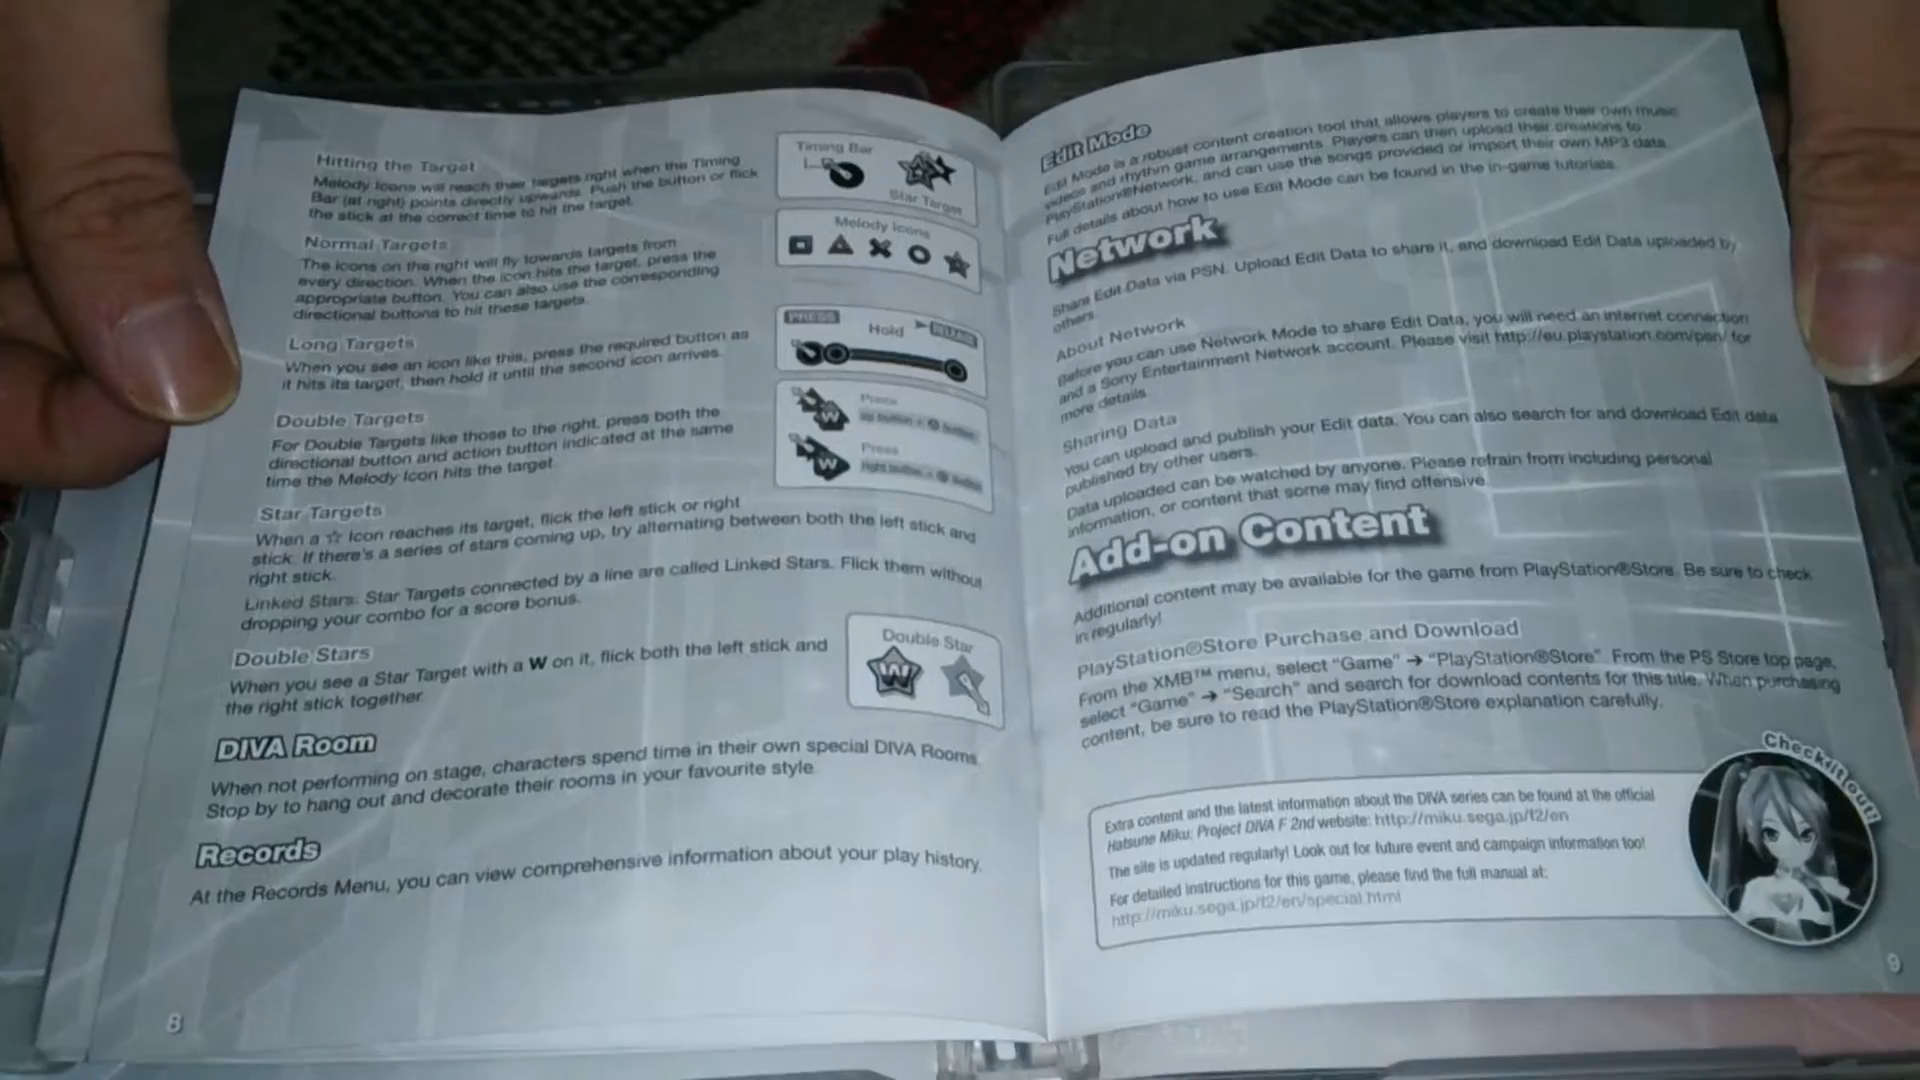 Hitting the Target
Melody Icons will reach their targets right when the Timing
Bar (at right) points directly upwards. Push the button or flick
the stick at the correct time to hit the target.
Timing Bar
Star Target
Melody Icons
Normal Targets
The icons on the right will fly towards targets from
every direction. When the icon hits the target, press the
appropriate button. You can also use the corresponding
directional buttons to hit these targets.
Long Targets
When you see an icon like this, press the required button as
it hits its target, then hold it until the second icon arrives.
PRESS
Hold
RELEASE
Double Targets
For Double Targets like those to the right, press both the
directional button and action button indicated at the same
time the Melody Icon hits the target.
W
Press
up button + button
W
Press
right button + button
Star Targets
When a ☆ Icon reaches its target, flick the left stick or right
stick. If there's a series of stars coming up, try alternating between both the left stick and
right stick.
Linked Stars: Star Targets connected by a line are called Linked Stars. Flick them without
dropping your combo for a score bonus.
Double Stars
When you see a Star Target with a W on it, flick both the left stick and
the right stick together.
Double Star
W
DIVA Room
When not performing on stage, characters spend time in their own special DIVA Rooms.
Stop by to hang out and decorate their rooms in your favourite style.
Records
At the Records Menu, you can view comprehensive information about your play history.
8
Edit Mode
Edit Mode is a robust content creation tool that allows players to create their own music
videos and rhythm game arrangements. Players can then upload their creations to
PlayStation®Network, and can use the songs provided or import their own MP3 data.
Full details about how to use Edit Mode can be found in the in-game tutorials.
Network
Share Edit Data via PSN. Upload Edit Data to share it, and download Edit Data uploaded by
others.
About Network
Before you can use Network Mode to share Edit Data, you will need an internet connection
and a Sony Entertainment Network account. Please visit http://eu.playstation.com/psn/ for
more details.
Sharing Data
You can upload and publish your Edit data. You can also search for and download Edit data
published by other users.
Data uploaded can be watched by anyone. Please refrain from including personal
information, or content that some may find offensive.
Add-on Content
Additional content may be available for the game from PlayStation®Store. Be sure to check
in regularly!
PlayStation®Store Purchase and Download
From the XMB™ menu, select "Game" ➔ "PlayStation®Store". From the PS Store top page,
select "Game" ➔ "Search" and search for download contents for this title. When purchasing
content, be sure to read the PlayStation®Store explanation carefully.
Check it out!
Extra content and the latest information about the DIVA series can be found at the official
Hatsune Miku: Project DIVA F 2nd website: http://miku.sega.jp/f2/en
The site is updated regularly! Look out for future event and campaign information too!
For detailed instructions for this game, please find the full manual at:
http://miku.sega.jp/f2/en/special.html
9